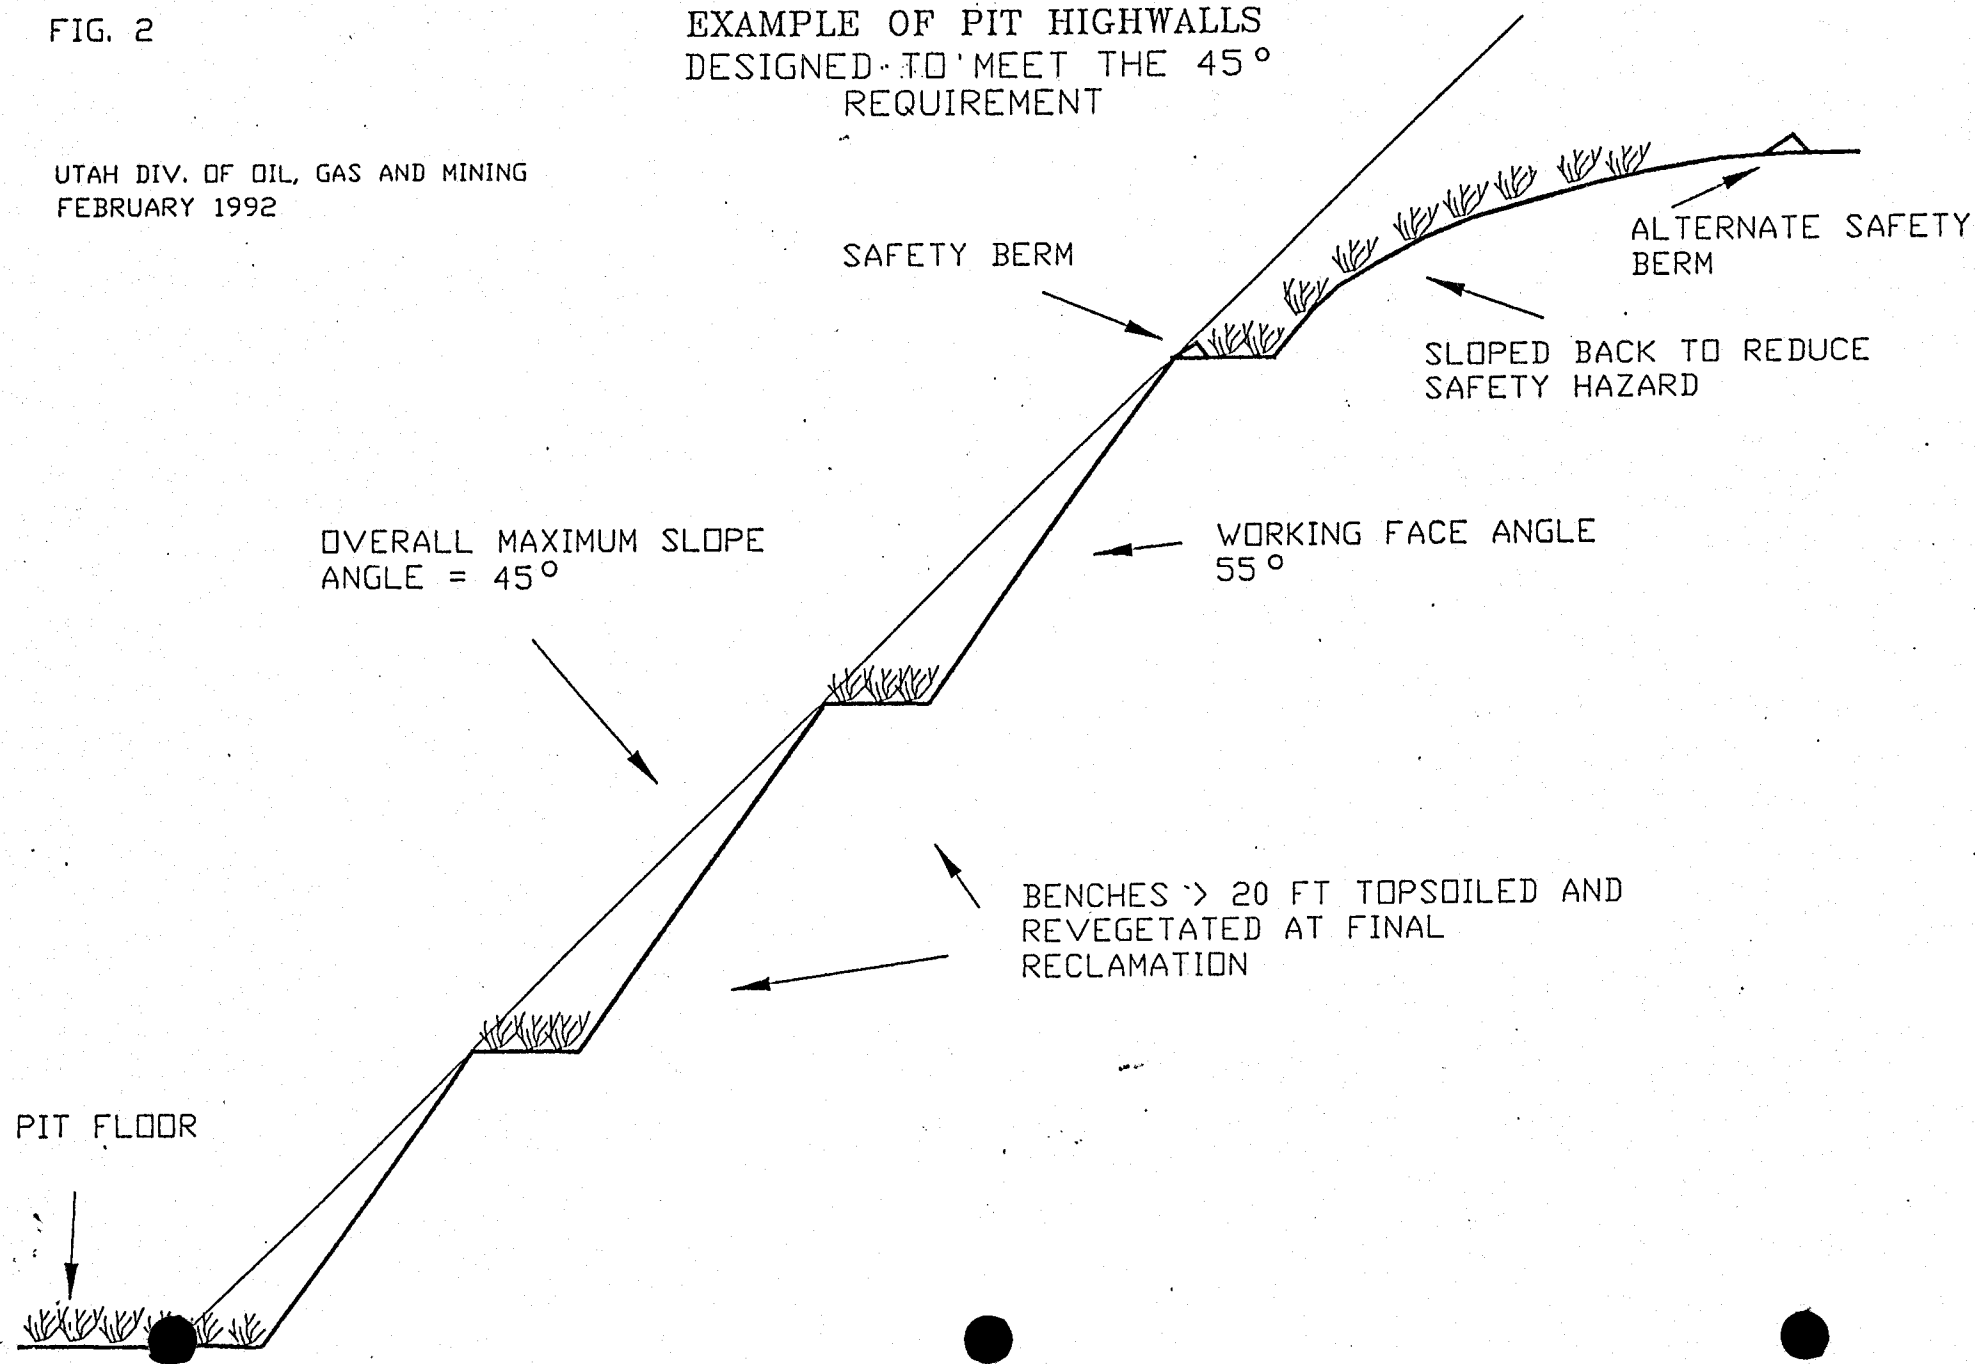 FIG. 2
EXAMPLE OF PIT HIGHWALLS
DESIGNED TO MEET THE 45°
REQUIREMENT
UTAH DIV. OF OIL, GAS AND MINING
FEBRUARY 1992
SAFETY BERM
ALTERNATE SAFETY
BERM
SLOPED BACK TO REDUCE
SAFETY HAZARD
OVERALL MAXIMUM SLOPE
ANGLE = 45°
WORKING FACE ANGLE
55°
BENCHES > 20 FT TOPSOILED AND
REVEGETATED AT FINAL
RECLAMATION
PIT FLOOR